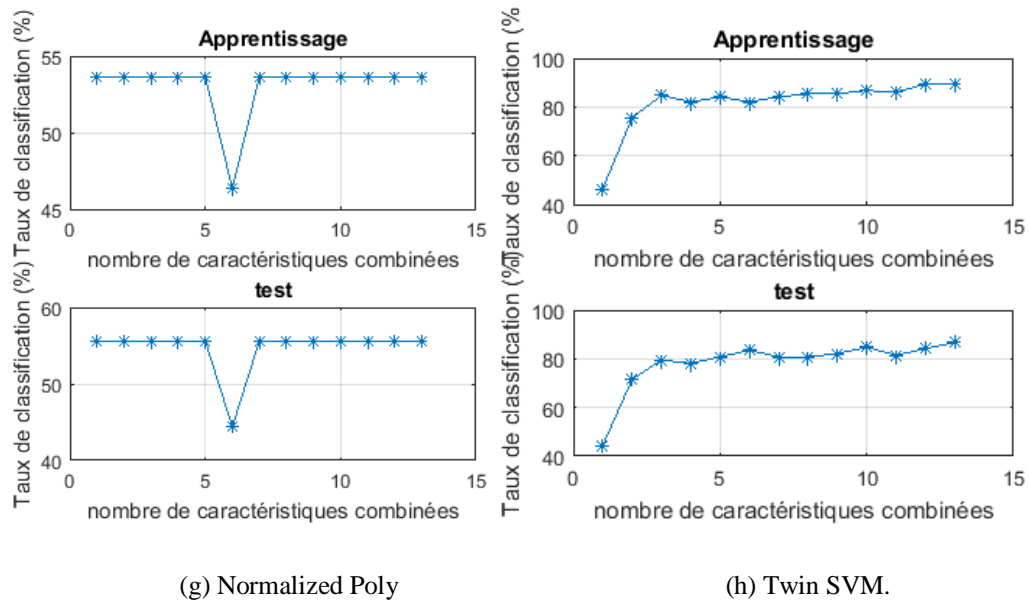 Apprentissage
Taux de classification (%)
55
50
45
0
5
10
15
nombre de caractéristiques combinées
test
Taux de classification (%)
60
50
40
0
5
10
15
nombre de caractéristiques combinées
(g) Normalized Poly
Apprentissage
Taux de classification (%)
100
80
60
40
0
5
10
15
nombre de caractéristiques combinées
test
Taux de classification (%)
100
80
60
40
0
5
10
15
nombre de caractéristiques combinées
(h) Twin SVM.